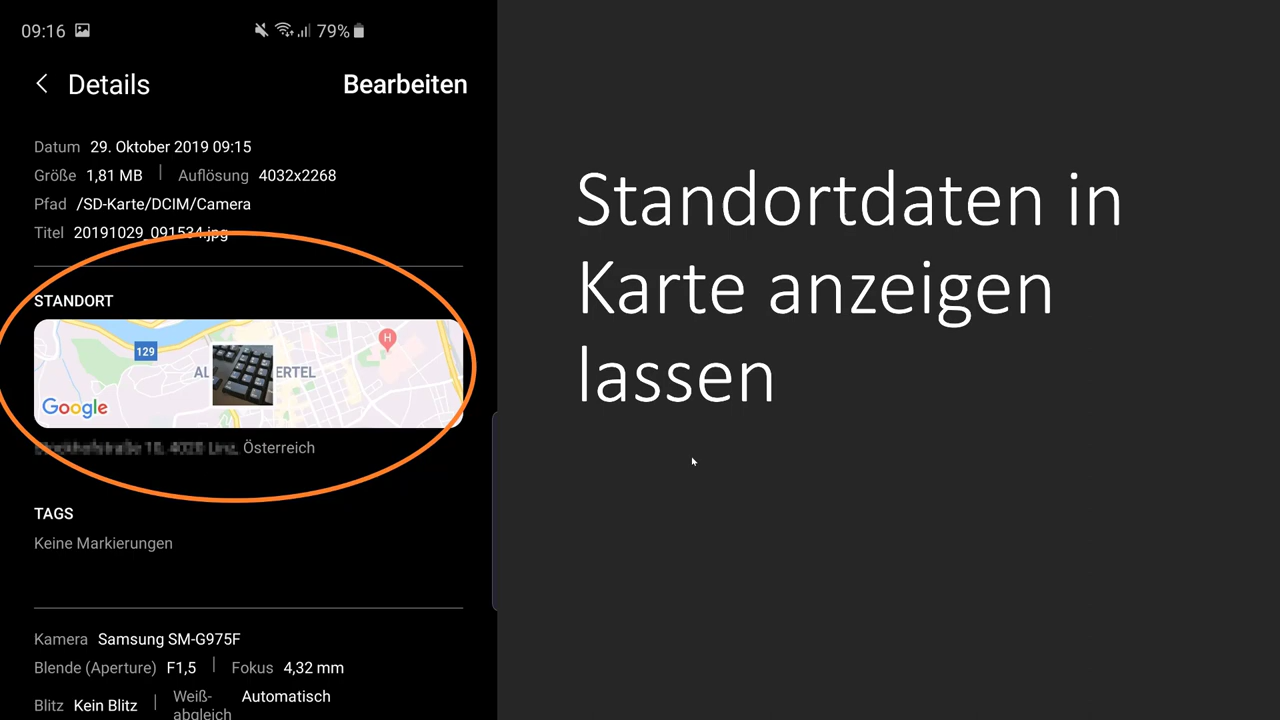 09:16
79%
Details
Bearbeiten
Datum 29. Oktober 2019 09:15
Größe 1,81 MB | Auflösung 4032x2268
Pfad /SD-Karte/DCIM/Camera
Titel 20191029_091534.jpg
STANDORT
129
H
AL ERTEL
Google
Österreich
TAGS
Keine Markierungen
Kamera Samsung SM-G975F
Blende (Aperture) F1,5 | Fokus 4,32 mm
Blitz Kein Blitz | Weiß-
abgleich Automatisch
Standortdaten in
Karte anzeigen
lassen